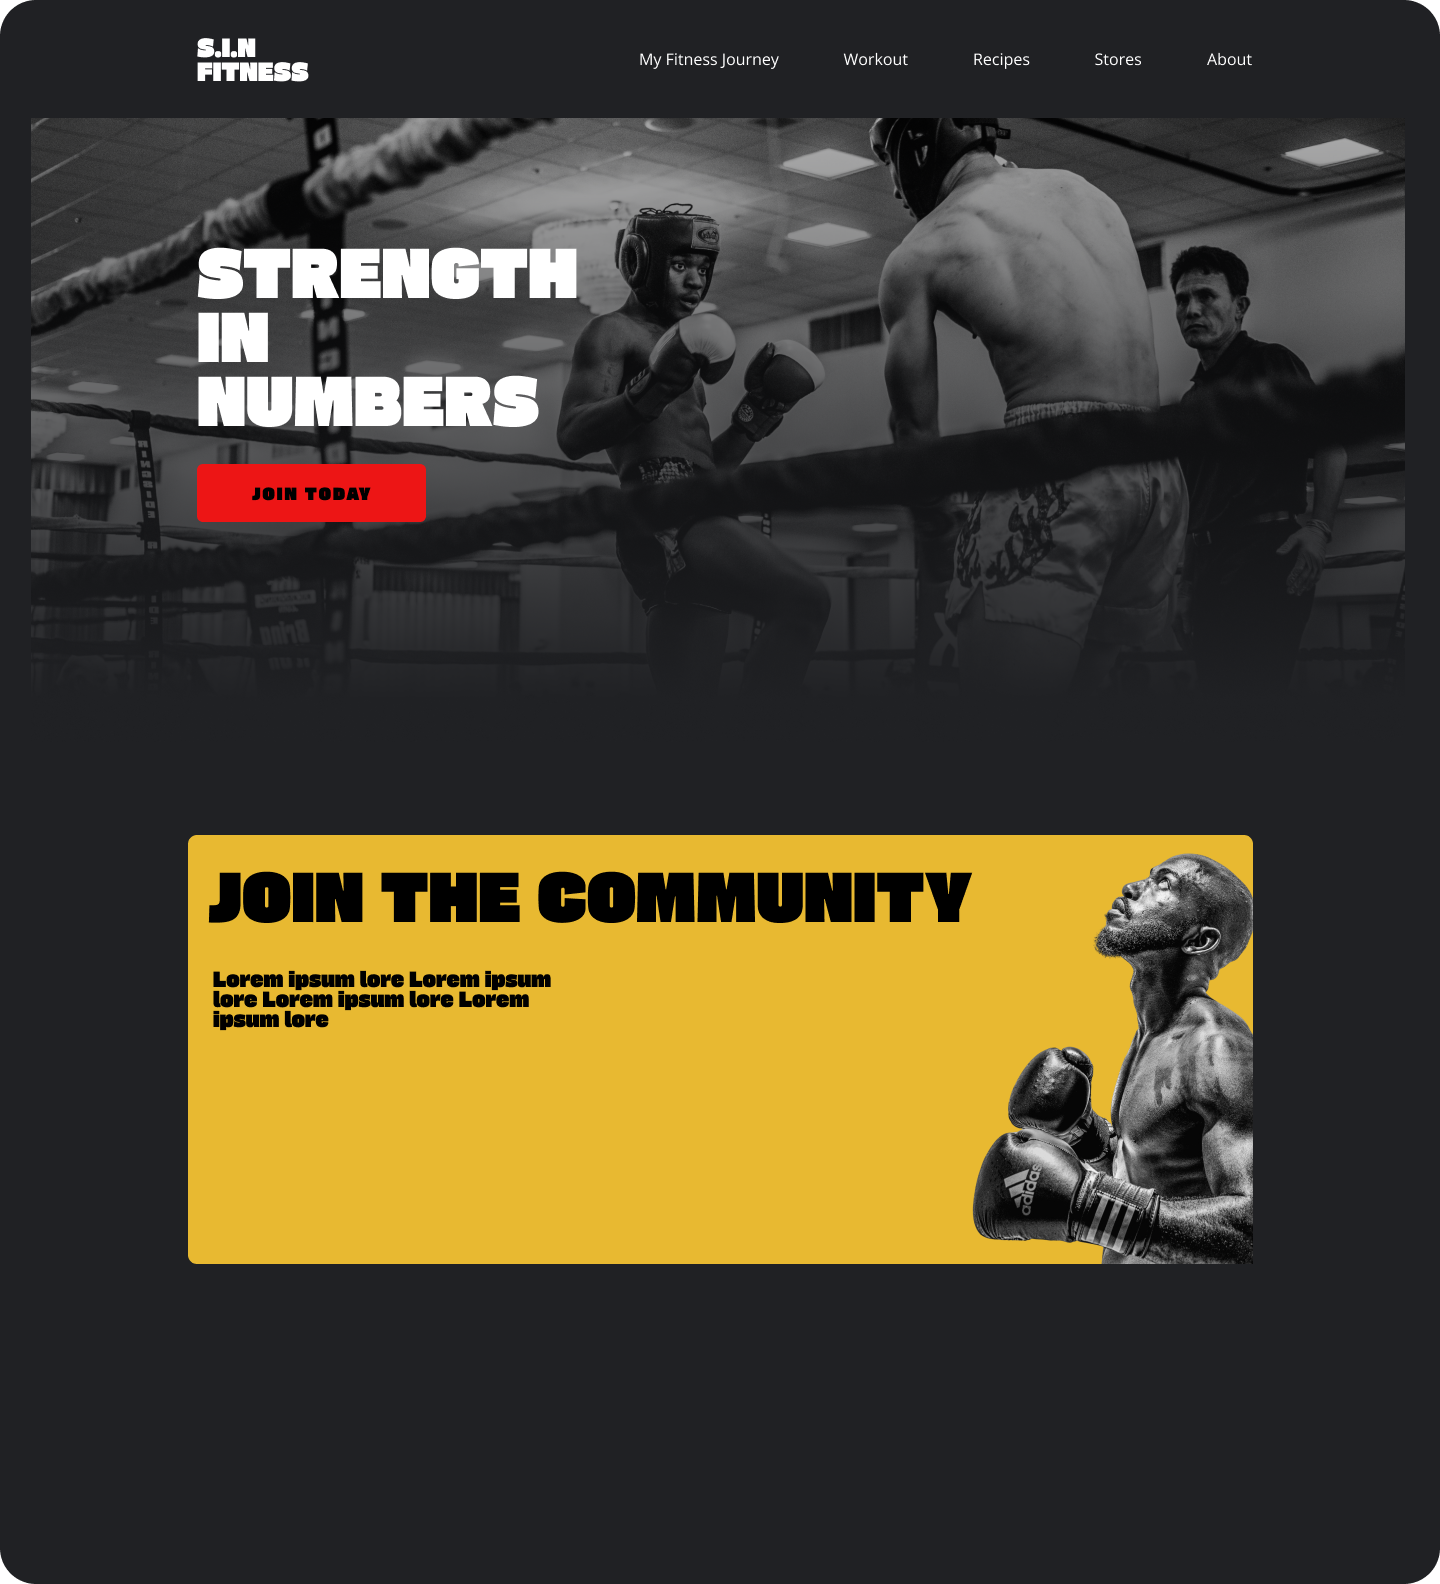 S.I.N
FITNESS
My Fitness Journey
Workout
Recipes
Stores
About
STRENGTH
IN
NUMBERS
JOIN TODAY
JOIN THE COMMUNITY
Lorem ipsum lore Lorem ipsum
lore Lorem ipsum lore Lorem
ipsum lore
adidas